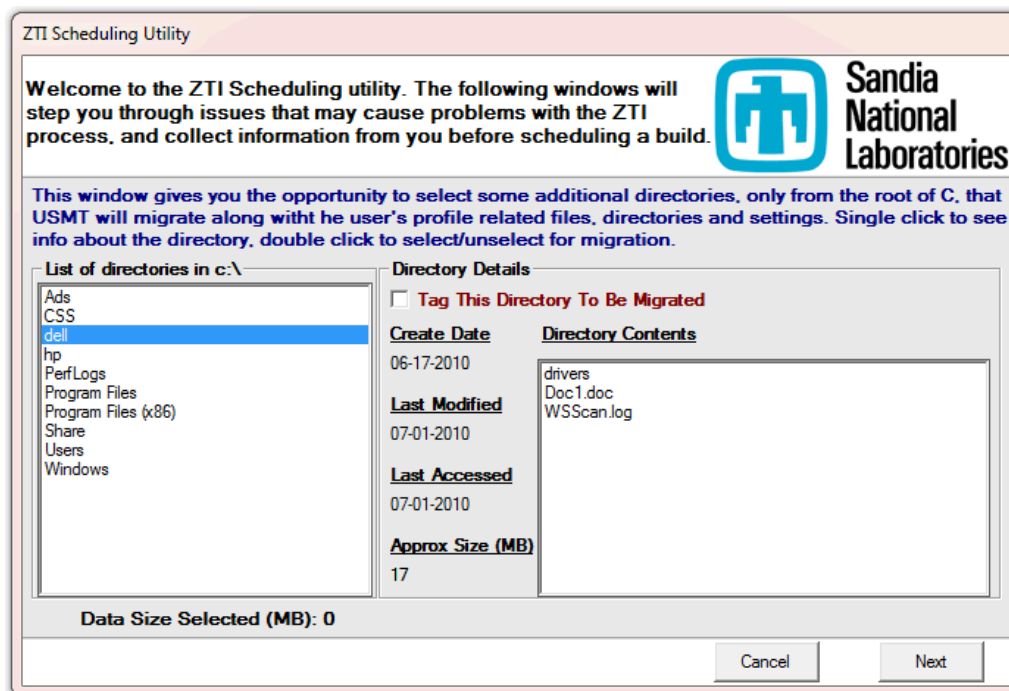 ZTI Scheduling Utility
Welcome to the ZTI Scheduling utility. The following windows will
step you through issues that may cause problems with the ZTI
process, and collect information from you before scheduling a build.
Sandia
National
Laboratories
This window gives you the opportunity to select some additional directories, only from the root of C, that
USMT will migrate along witht he user's profile related files, directories and settings. Single click to see
info about the directory, double click to select/unselect for migration.
List of directories in c:\
Ads
CSS
dell
hp
PerfLogs
Program Files
Program Files (x86)
Share
Users
Windows
Directory Details
Tag This Directory To Be Migrated
Create Date
06-17-2010
Last Modified
07-01-2010
Last Accessed
07-01-2010
Approx Size (MB)
17
Directory Contents
drivers
Doc1.doc
WSScan.log
Data Size Selected (MB): 0
Cancel
Next